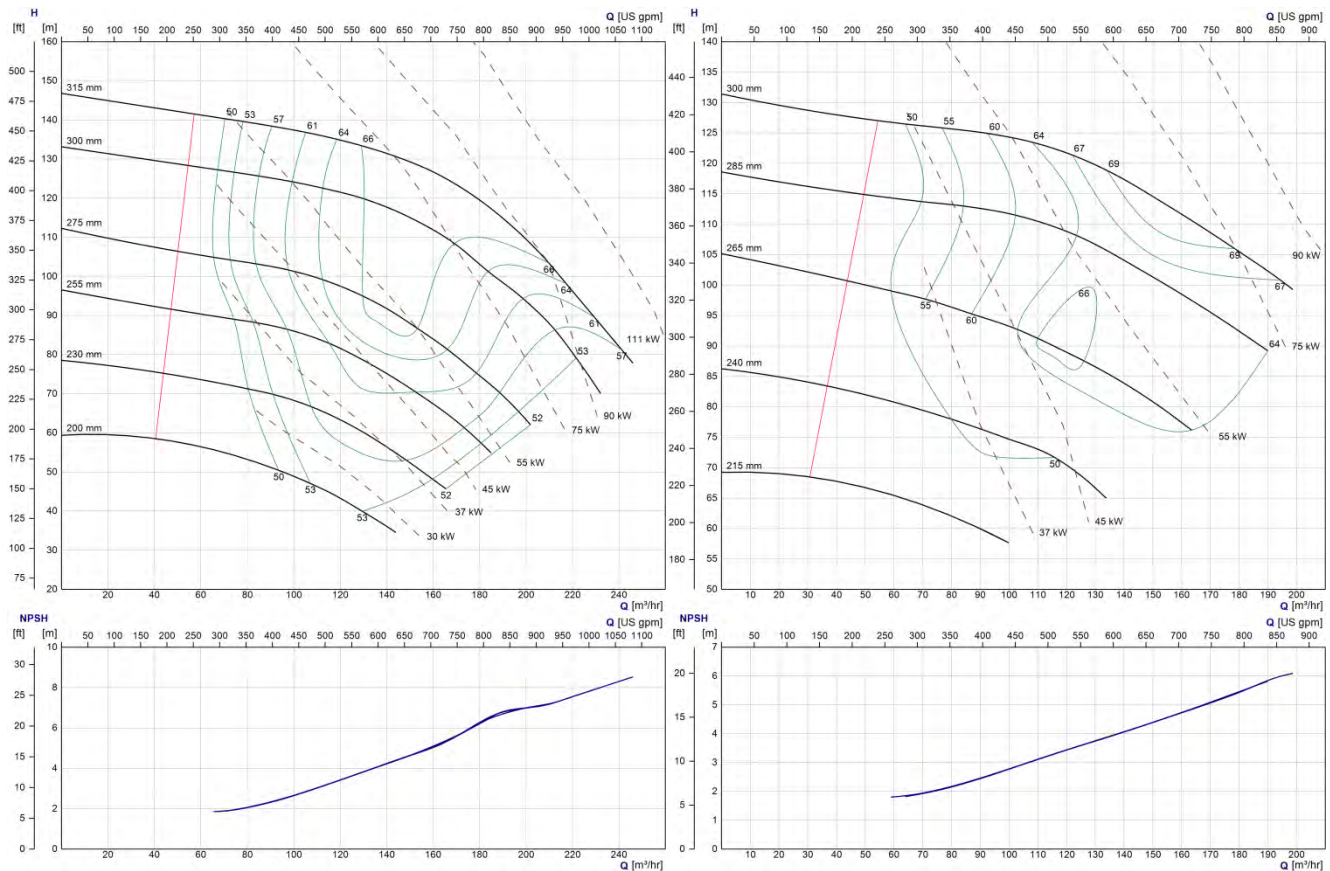 H Q [US gpm]
[ft] [m] 0 50 100 150 200 250 300 350 400 450 500 550 600 650 700 750 800 850 900 950 1000 1100
160
500 150
475 315 mm 140 50 53 57 61 64 66
450
425 300 mm 130
400 120
375 275 mm 110
350
325 100 66
300 255 mm 90 64
275 61 111 kW
250 230 mm 80 53 57
225 70
200 90 kW
200 mm 60 52 75 kW
175
150 50 50 53 55 kW
52 45 kW
125 40 53 37 kW
100 30 30 kW
75 20
20 40 60 80 100 120 140 160 180 200 220 240
Q [m³/hr]
NPSH Q [US gpm]
[ft] [m] 0 50 100 150 200 250 300 350 400 450 500 550 600 650 700 750 800 850 900 1000 1100
10
30
25 8
20 6
15 4
10
5 2
0 0
0 20 40 60 80 100 120 140 160 180 200 220 240
Q [m³/hr]
H Q [US gpm]
[ft] [m] 0 50 100 150 200 250 300 350 400 450 500 550 600 650 700 750 800 850 900
140
440 135
300 mm 130
420 125 50 55 60 64
400 120 67
285 mm 69
380 115
360 110
265 mm 105 69 90 kW
340 100 67
320 55 66
95 60
300 90 64 75 kW
280 240 mm 85
260 80
75 55 kW
240 215 mm 70 50
220 65
200 60 45 kW
37 kW
55
180 50
0 10 20 30 40 50 60 70 80 90 100 110 120 130 140 150 160 170 180 190 200
Q [m³/hr]
NPSH Q [US gpm]
[ft] [m] 0 50 100 150 200 250 300 350 400 450 500 550 600 650 700 750 800 850 900
7
20 6
15 5
4
10 3
5 2
1
0 0
0 10 20 30 40 50 60 70 80 90 100 110 120 130 140 150 160 170 180 190 200
Q [m³/hr]